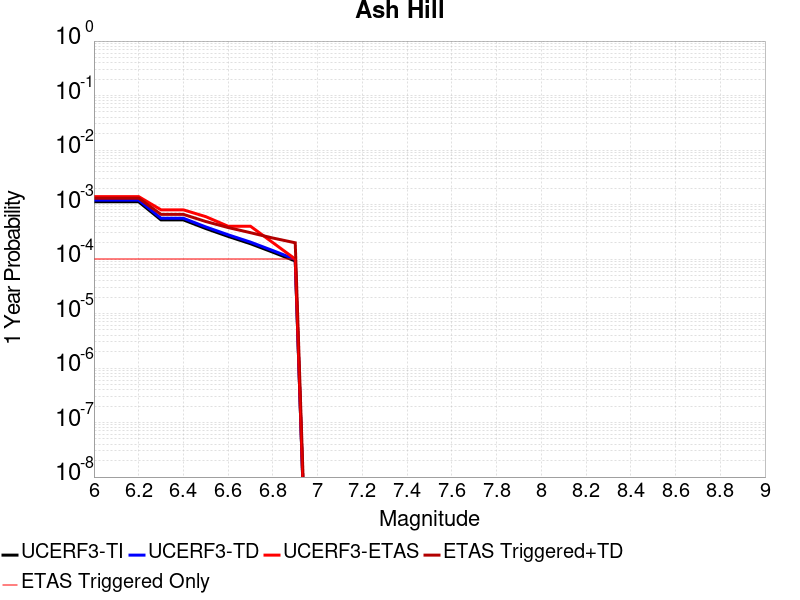 Ash Hill
10^0
10^-1
10^-2
10^-3
10^-4
10^-5
10^-6
10^-7
10^-8
1 Year Probability
6 6.2 6.4 6.6 6.8 7 7.2 7.4 7.6 7.8 8 8.2 8.4 8.6 8.8 9
Magnitude
UCERF3-TI UCERF3-TD UCERF3-ETAS ETAS Triggered+TD
ETAS Triggered Only